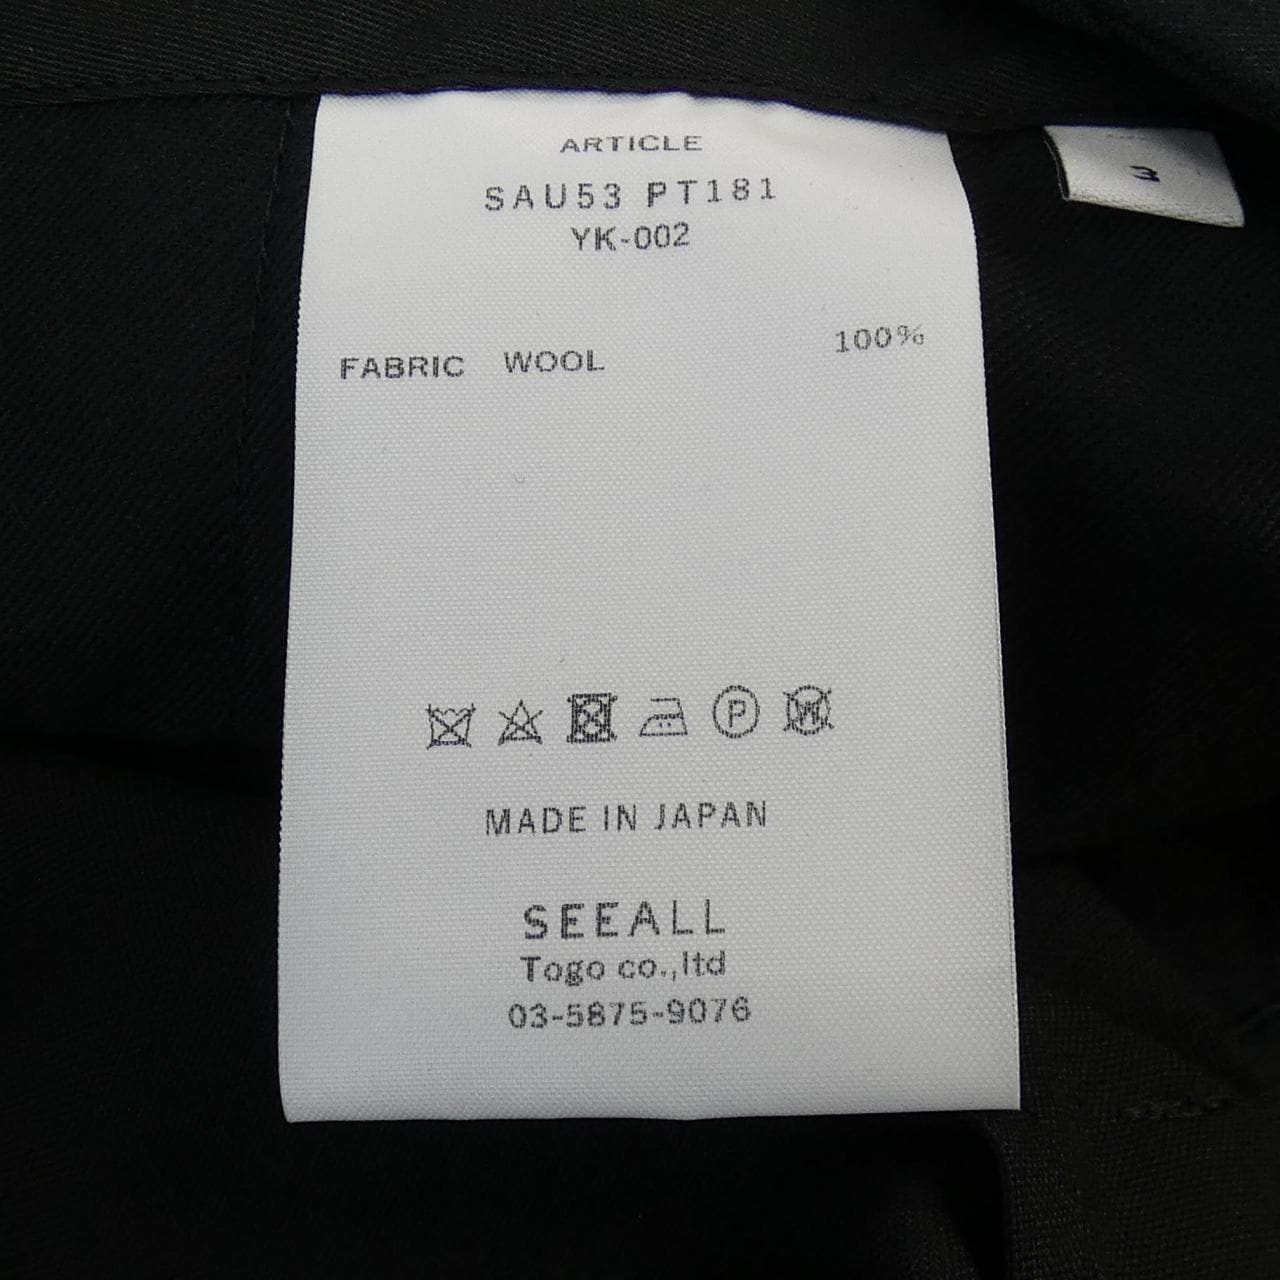 ARTICLE
SAU53 PT181
YK-002
3
FABRIC WOOL 100%
P W
MADE IN JAPAN
SEEALL
Togo co.,ltd
03-5875-9076